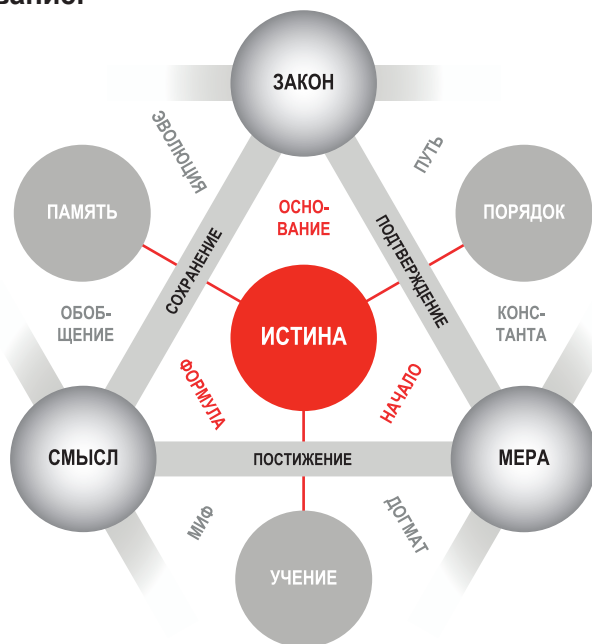 ЗАКОН
ЭВОЛЮЦИЯ
ПУТЬ
ПАМЯТЬ
ОСНО-
ВАНИЕ
ПОРЯДОК
СОХРАНЕНИЕ
ПОДТВЕРЖДЕНИЕ
ОБОБ-
ЩЕНИЕ
ИСТИНА
КОНС-
ТАНТА
ФОРМУЛА
НАЧАЛО
СМЫСЛ
ПОСТИЖЕНИЕ
МЕРА
МИФ
ДОГМАТ
УЧЕНИЕ